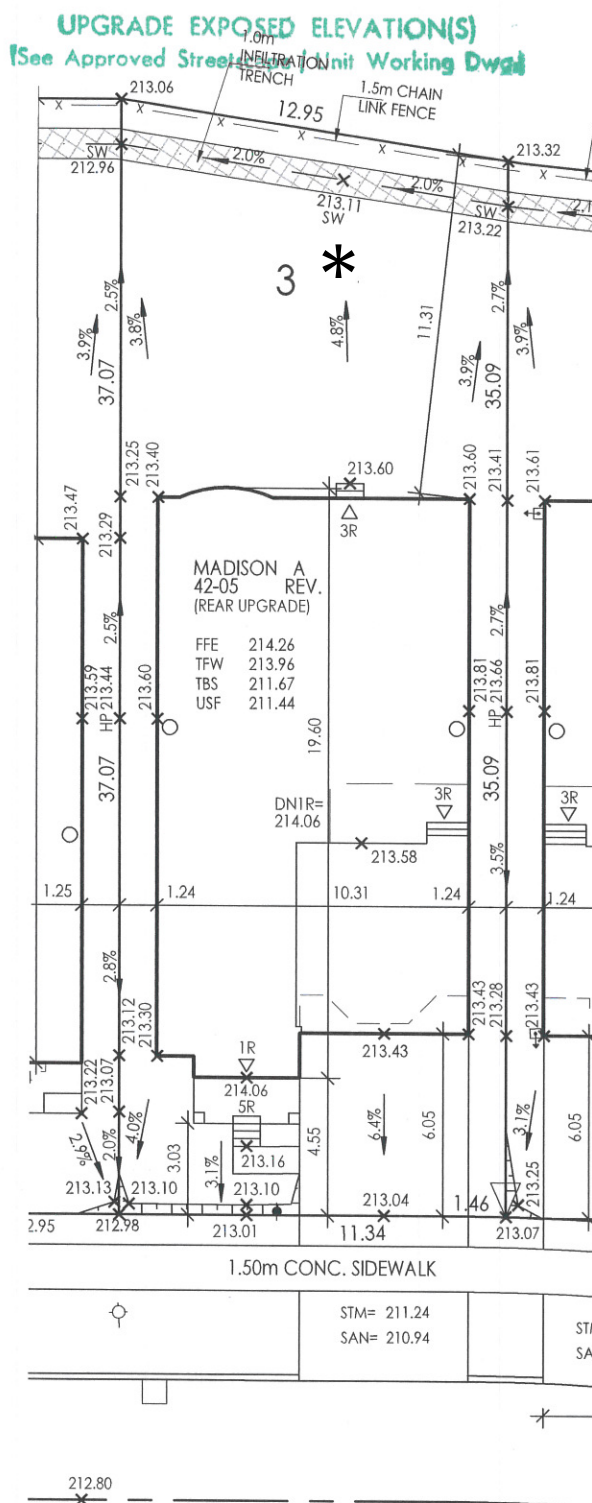 UPGRADE EXPOSED ELEVATION(S)
(See Approved Streetscape / Unit Working Dwgs)
1.0m
INFILTRATION
TRENCH
213.06
12.95
1.5m CHAIN
LINK FENCE
x x x x x x x
213.32
SW
212.96
2.0%
213.11
SW
2.0%
SW
213.22
3 *
2.5%
3.9%
3.8%
37.07
4.8%
11.31
2.7%
3.9%
35.09
3.9%
213.47
213.29
213.25
213.40
213.60
3R
213.60
213.41
213.61
MADISON A
42-05 REV.
(REAR UPGRADE)
FFE 214.26
TFW 213.96
TBS 211.67
USF 211.44
2.5%
2.7%
213.59
HP 213.44
213.60
213.81
HP 213.66
213.81
37.07
19.60
35.09
DN1R=
214.06
3R
3R
213.58
3.5%
1.25
1.24
10.31
1.24
1.24
2.8%
213.12
213.30
213.43
213.43
213.28
213.43
213.22
213.07
1R
214.06
5R
2.9%
2.0%
4.0%
3.03
3.1%
213.16
4.55
6.4%
6.05
3.1%
6.05
213.13
213.10
213.10
213.04
1.46
213.25
2.95
212.98
213.01
11.34
213.07
1.50m CONC. SIDEWALK
STM= 211.24
SAN= 210.94
212.80